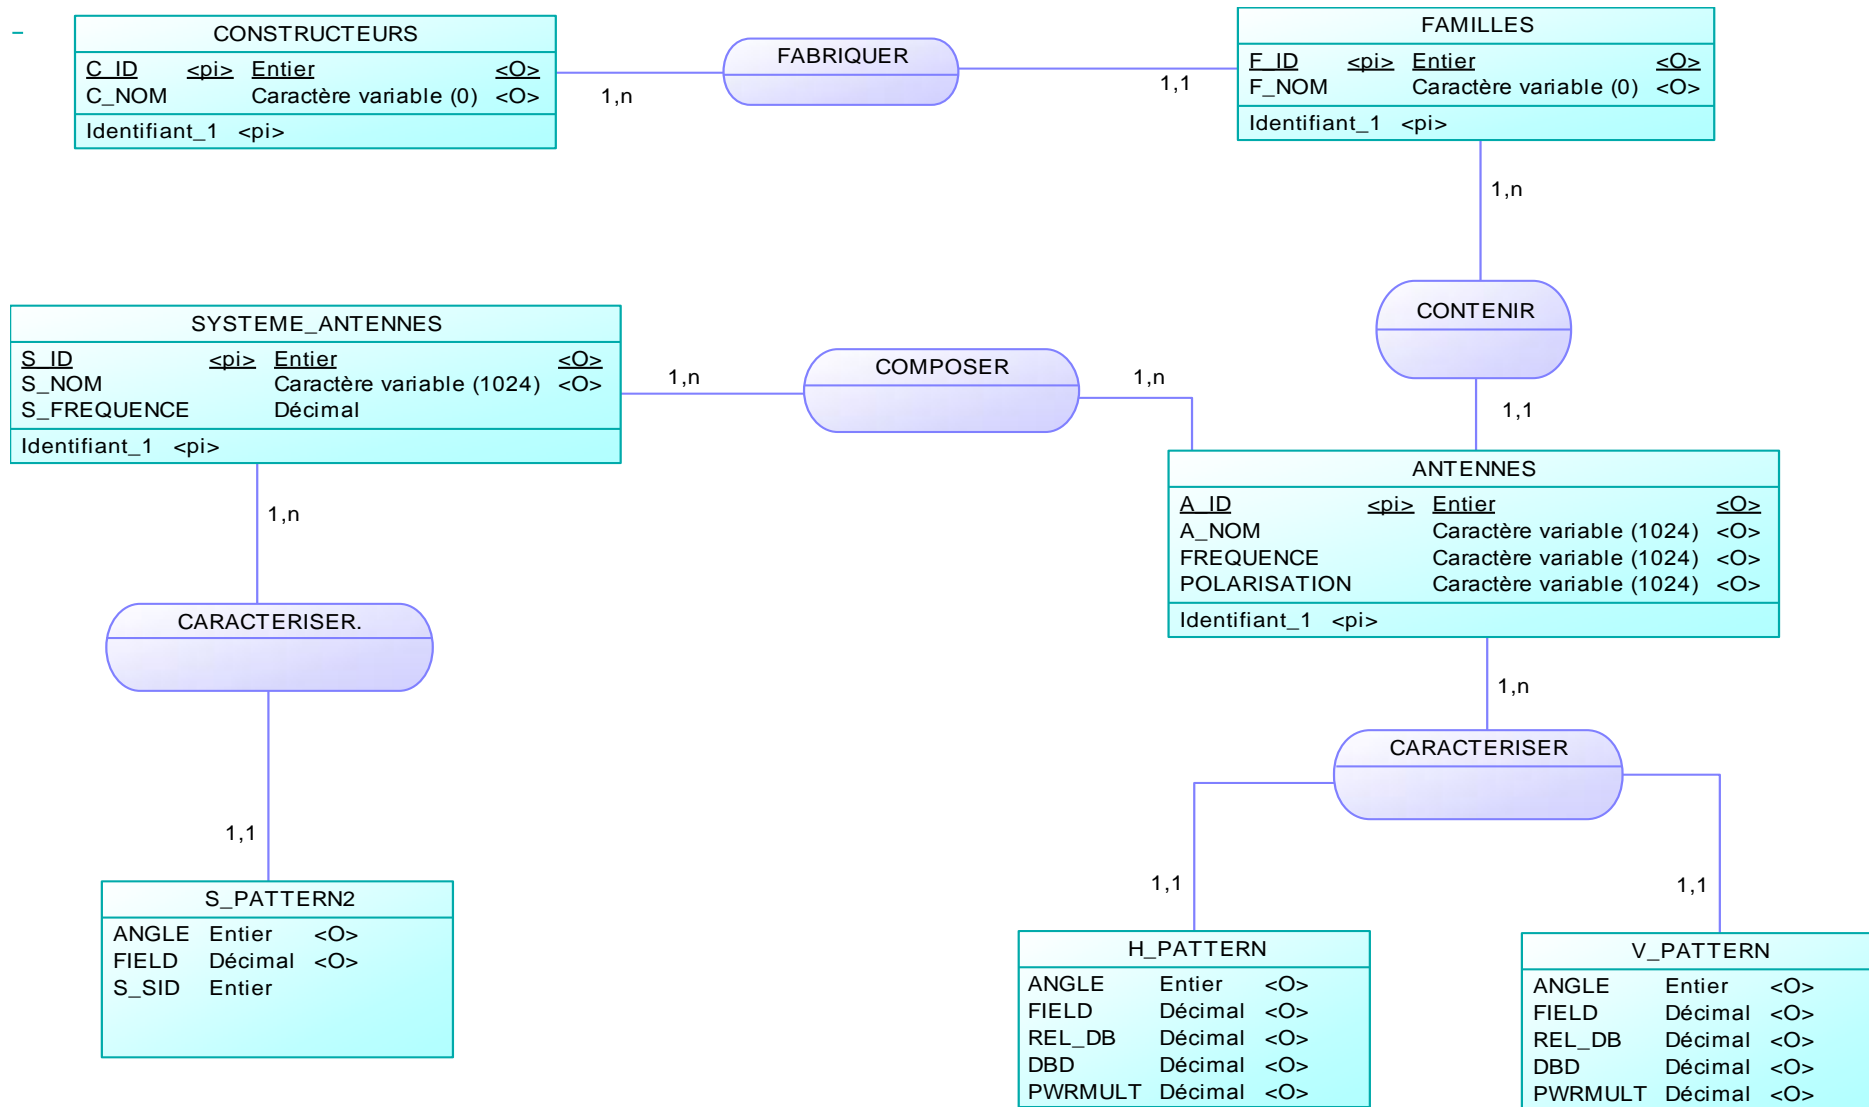 CONSTRUCTEURS
C_ID <pi> Entier <O>
C_NOM Caractère variable (0) <O>
Identifiant_1 <pi>
1,n
FABRIQUER
1,1
FAMILLES
F_ID <pi> Entier <O>
F_NOM Caractère variable (0) <O>
Identifiant_1 <pi>
1,n
CONTENIR
1,1
SYSTEME_ANTENNES
S_ID <pi> Entier <O>
S_NOM Caractère variable (1024) <O>
S_FREQUENCE Décimal
Identifiant_1 <pi>
1,n
COMPOSER
1,n
ANTENNES
A_ID <pi> Entier <O>
A_NOM Caractère variable (1024) <O>
FREQUENCE Caractère variable (1024) <O>
POLARISATION Caractère variable (1024) <O>
Identifiant_1 <pi>
1,n
CARACTERISER.
1,1
1,n
CARACTERISER
1,1
1,1
S_PATTERN2
ANGLE Entier <O>
FIELD Décimal <O>
S_SID Entier
H_PATTERN
ANGLE Entier <O>
FIELD Décimal <O>
REL_DB Décimal <O>
DBD Décimal <O>
PWRMULT Décimal <O>
V_PATTERN
ANGLE Entier <O>
FIELD Décimal <O>
REL_DB Décimal <O>
DBD Décimal <O>
PWRMULT Décimal <O>